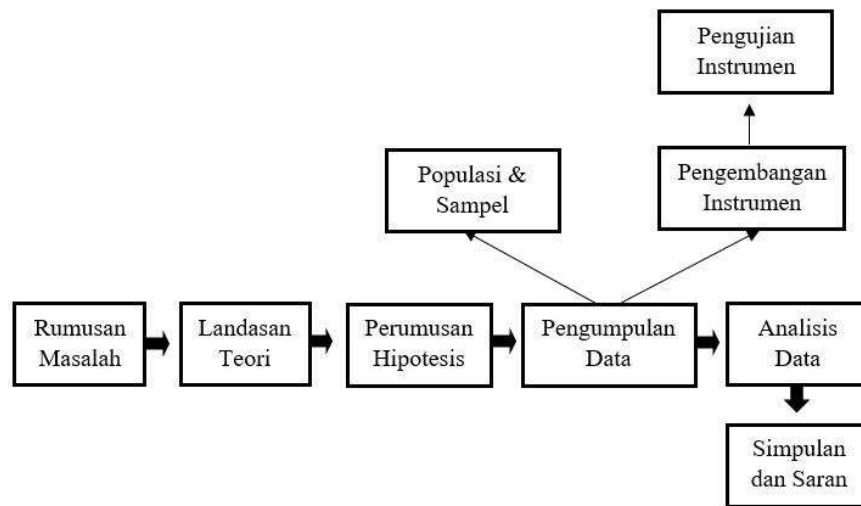 Pengujian
Instrumen
Populasi &
Sampel
Pengembangan
Instrumen
Rumusan
Masalah
Landasan
Teori
Perumusan
Hipotesis
Pengumpulan
Data
Analisis
Data
Simpulan
dan Saran